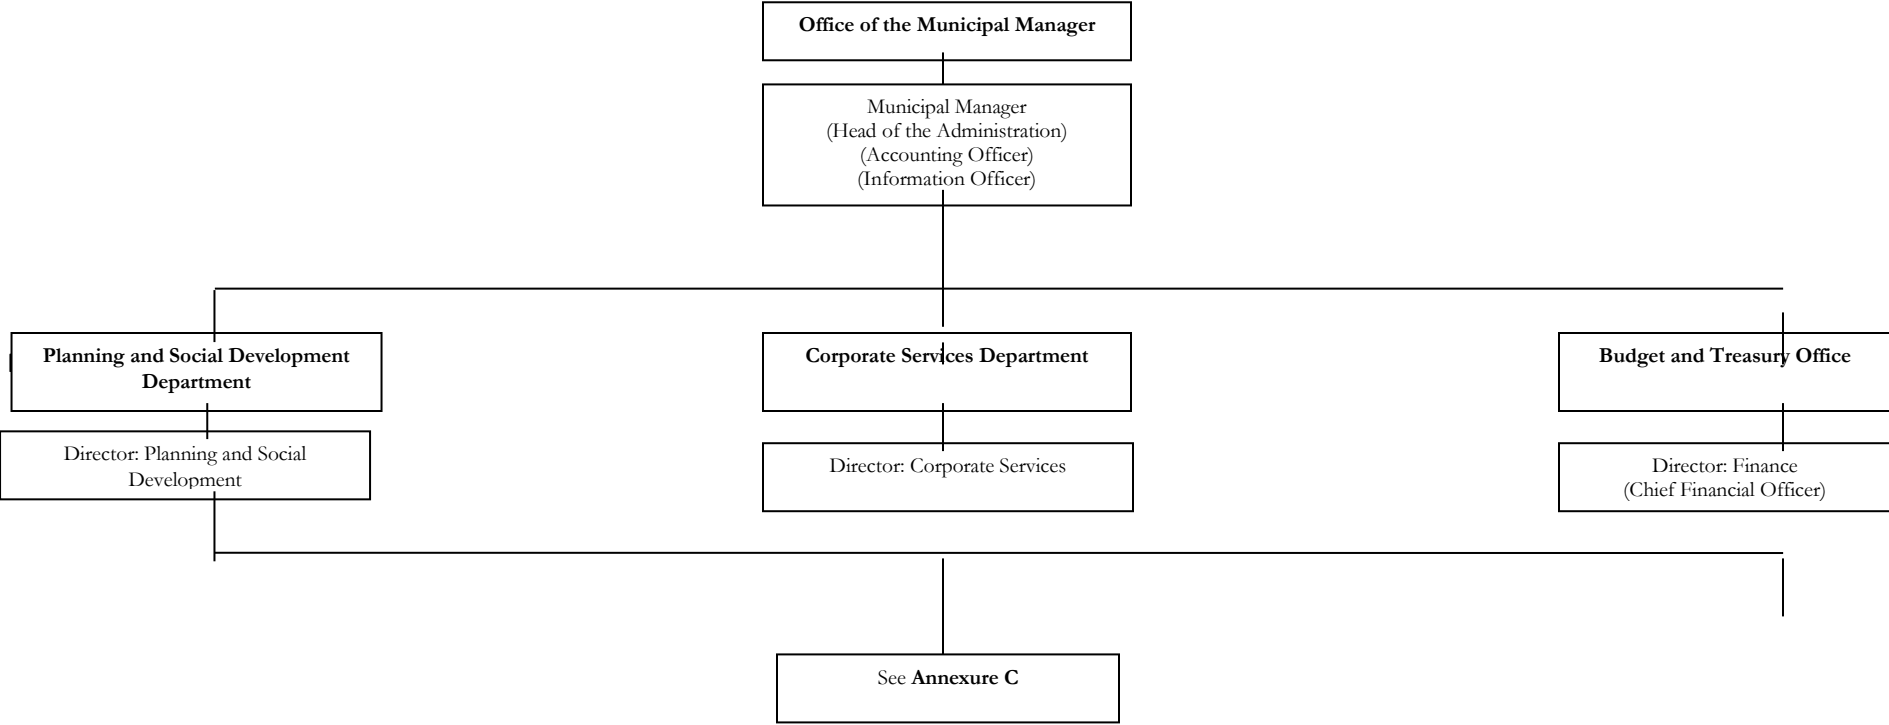 Office of the Municipal Manager
Municipal Manager
(Head of the Administration)
(Accounting Officer)
(Information Officer)
Planning and Social Development
Department
Corporate Services Department
Budget and Treasury Office
Director: Planning and Social
Development
Director: Corporate Services
Director: Finance
(Chief Financial Officer)
See Annexure C